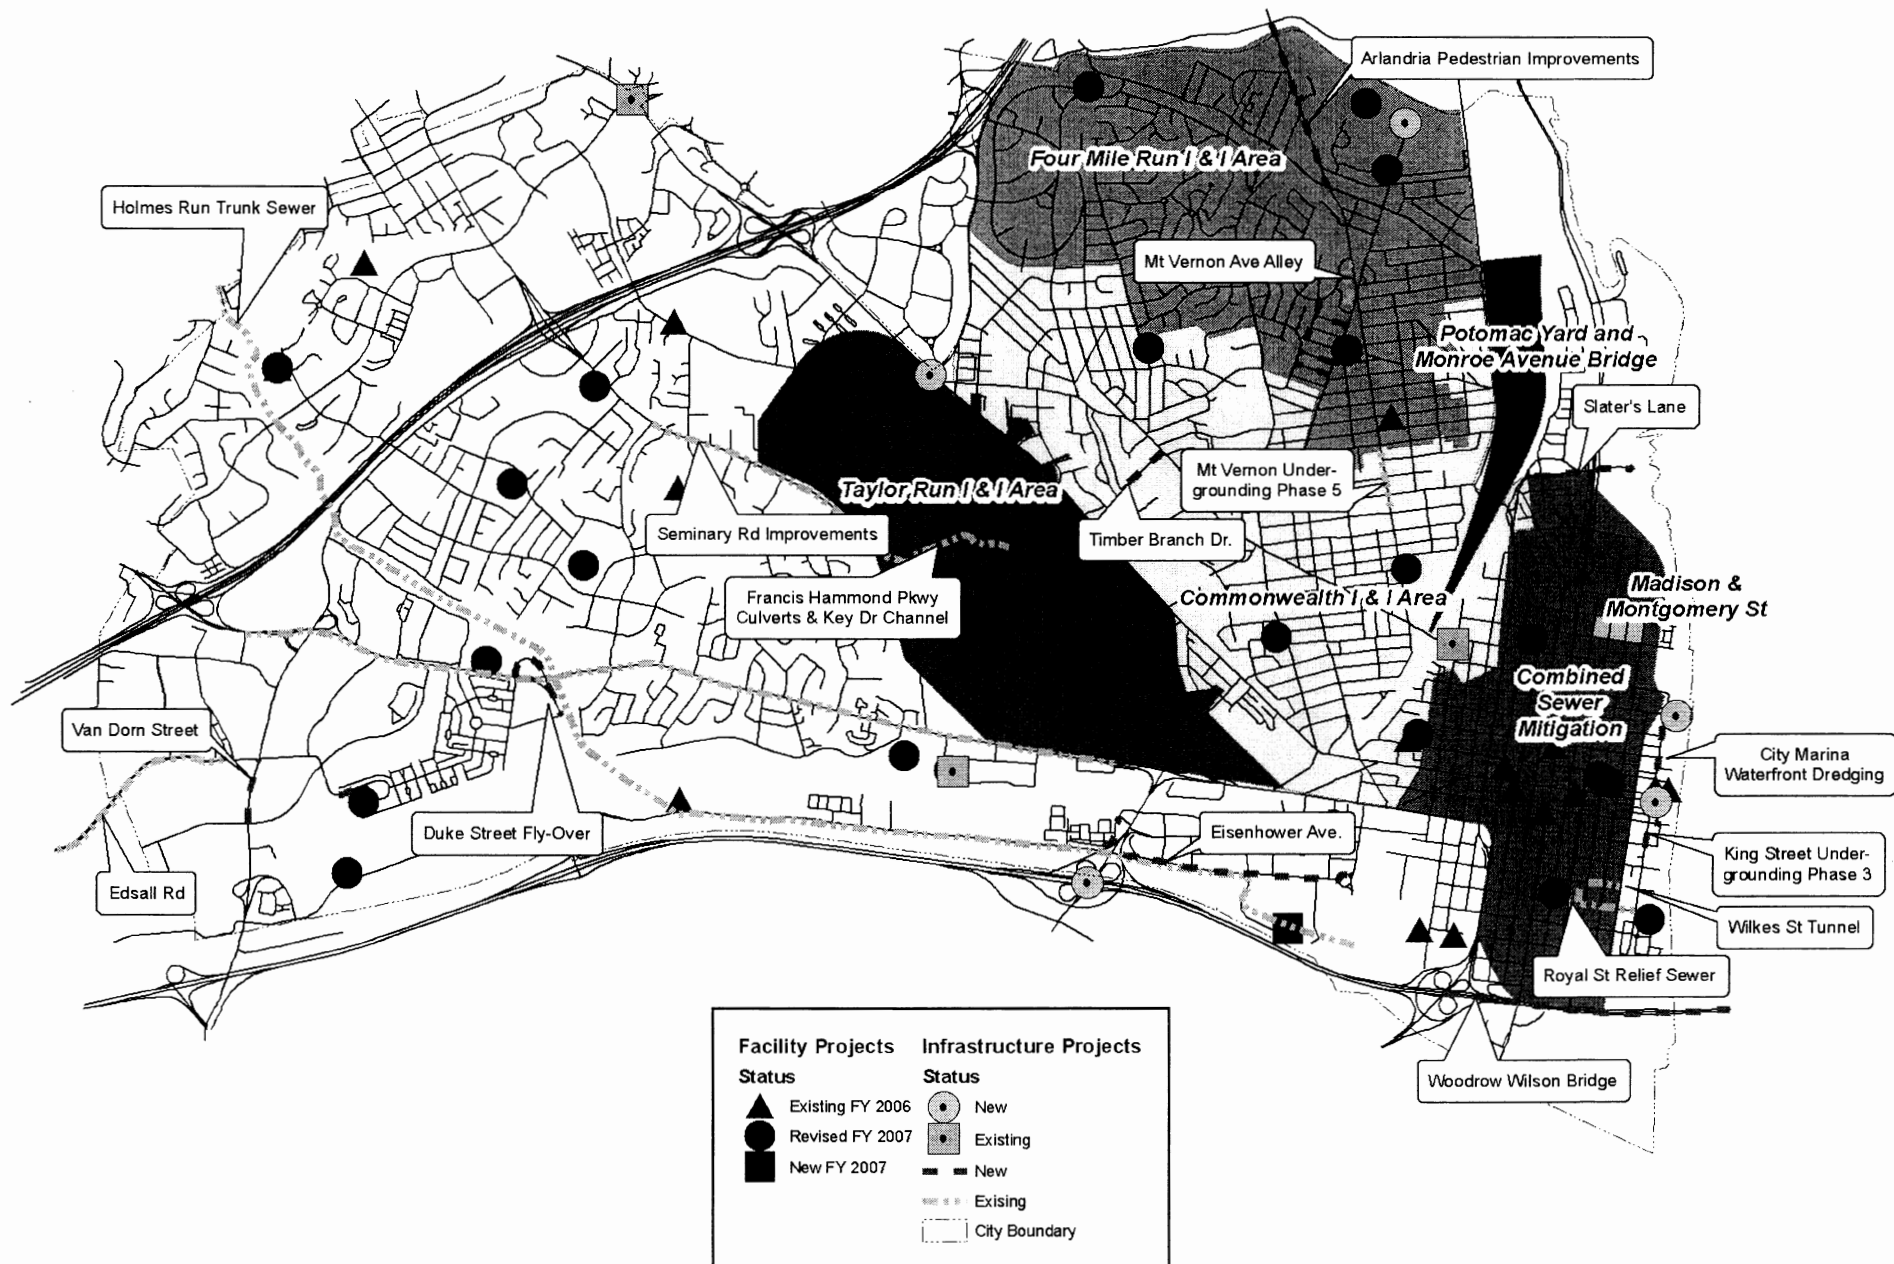 Arlandria Pedestrian Improvements
Four Mile Run I & I Area
Holmes Run Trunk Sewer
Mt Vernon Ave Alley
Potomac Yard and
Monroe Avenue Bridge
Slater's Lane
Mt Vernon Under-
grounding Phase 5
Taylor Run I & I Area
Seminary Rd Improvements
Timber Branch Dr.
Francis Hammond Pkwy
Culverts & Key Dr Channel
Commonwealth I & I Area
Madison &
Montgomery St
Combined
Sewer
Mitigation
Van Dorn Street
City Marina
Waterfront Dredging
Duke Street Fly-Over
Eisenhower Ave.
King Street Under-
grounding Phase 3
Edsall Rd
Wilkes St Tunnel
Royal St Relief Sewer
Woodrow Wilson Bridge
Facility Projects
Status
Existing FY 2006
Revised FY 2007
New FY 2007
Infrastructure Projects
Status
New
Existing
New
Exising
City Boundary